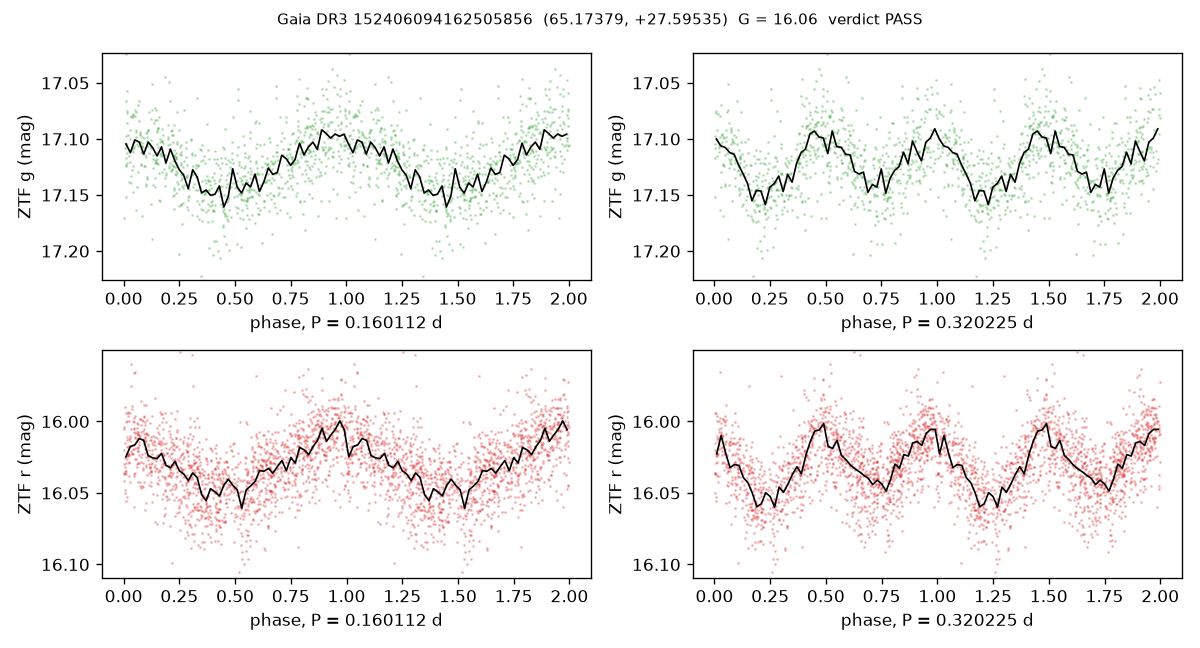 Gaia DR3 152406094162505856 (65.17379, +27.59535) G = 16.06 verdict PASS
ZTF g (mag)
17.05
17.10
17.15
17.20
0.00 0.25 0.50 0.75 1.00 1.25 1.50 1.75 2.00
phase, P = 0.160112 d
ZTF g (mag)
17.05
17.10
17.15
17.20
0.00 0.25 0.50 0.75 1.00 1.25 1.50 1.75 2.00
phase, P = 0.320225 d
ZTF r (mag)
16.00
16.05
16.10
0.00 0.25 0.50 0.75 1.00 1.25 1.50 1.75 2.00
phase, P = 0.160112 d
ZTF r (mag)
16.00
16.05
16.10
0.00 0.25 0.50 0.75 1.00 1.25 1.50 1.75 2.00
phase, P = 0.320225 d